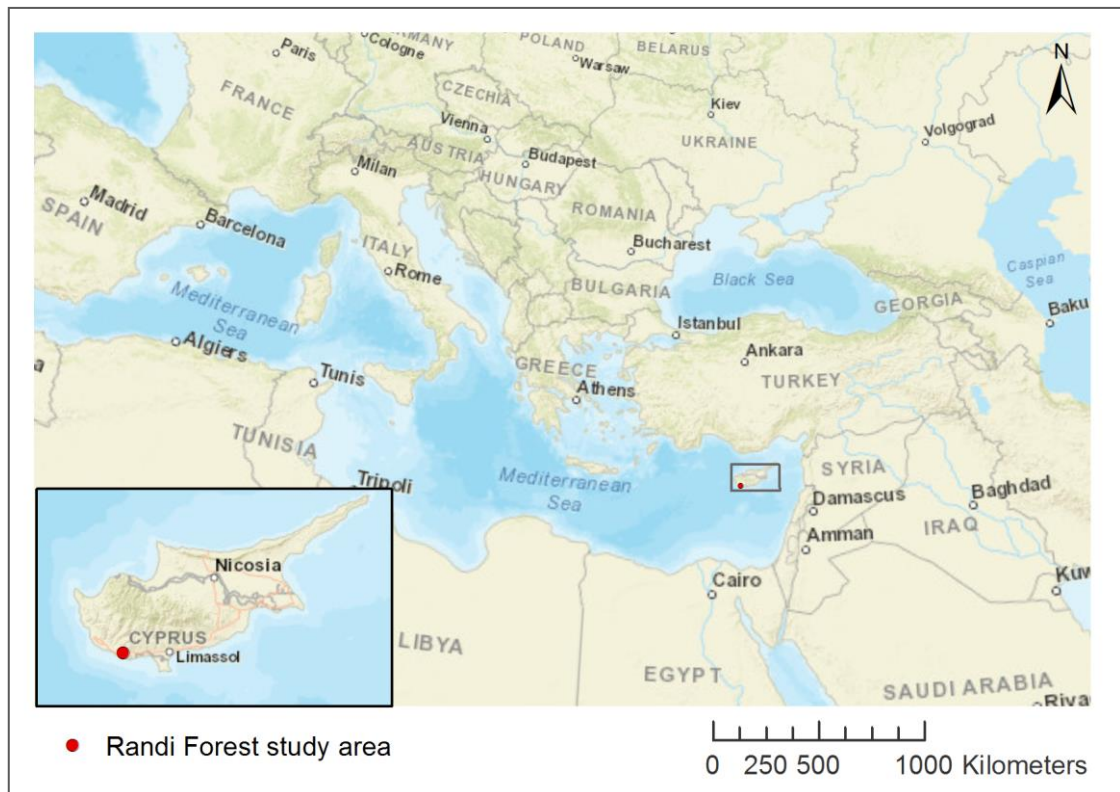 Paris
Cologne
GERMANY
POLAND
Warsaw
BELARUS
N
FRANCE
CZECHIA
Kiev
Vienna
Volgograd
AUSTRIA
UKRAINE
Milan
Budapest
HUNGARY
Madrid
SPAIN
Barcelona
ROMANIA
ITALY
Bucharest
Rome
Caspian
Sea
Black Sea
Mediterranean
Sea
BULGARIA
GEORGIA
Baku
Istanbul
Algiers
Ankara
GREECE
TURKEY
Tunis
Athens
TUNISIA
Tripoli
Mediterranean
Sea
SYRIA
Damascus
Baghdad
IRAQ
Amman
Kuw
Cairo
LIBYA
EGYPT
SAUDI ARABIA
Riya
Nicosia
CYPRUS
Limassol
Randi Forest study area
0 250 500 1000 Kilometers